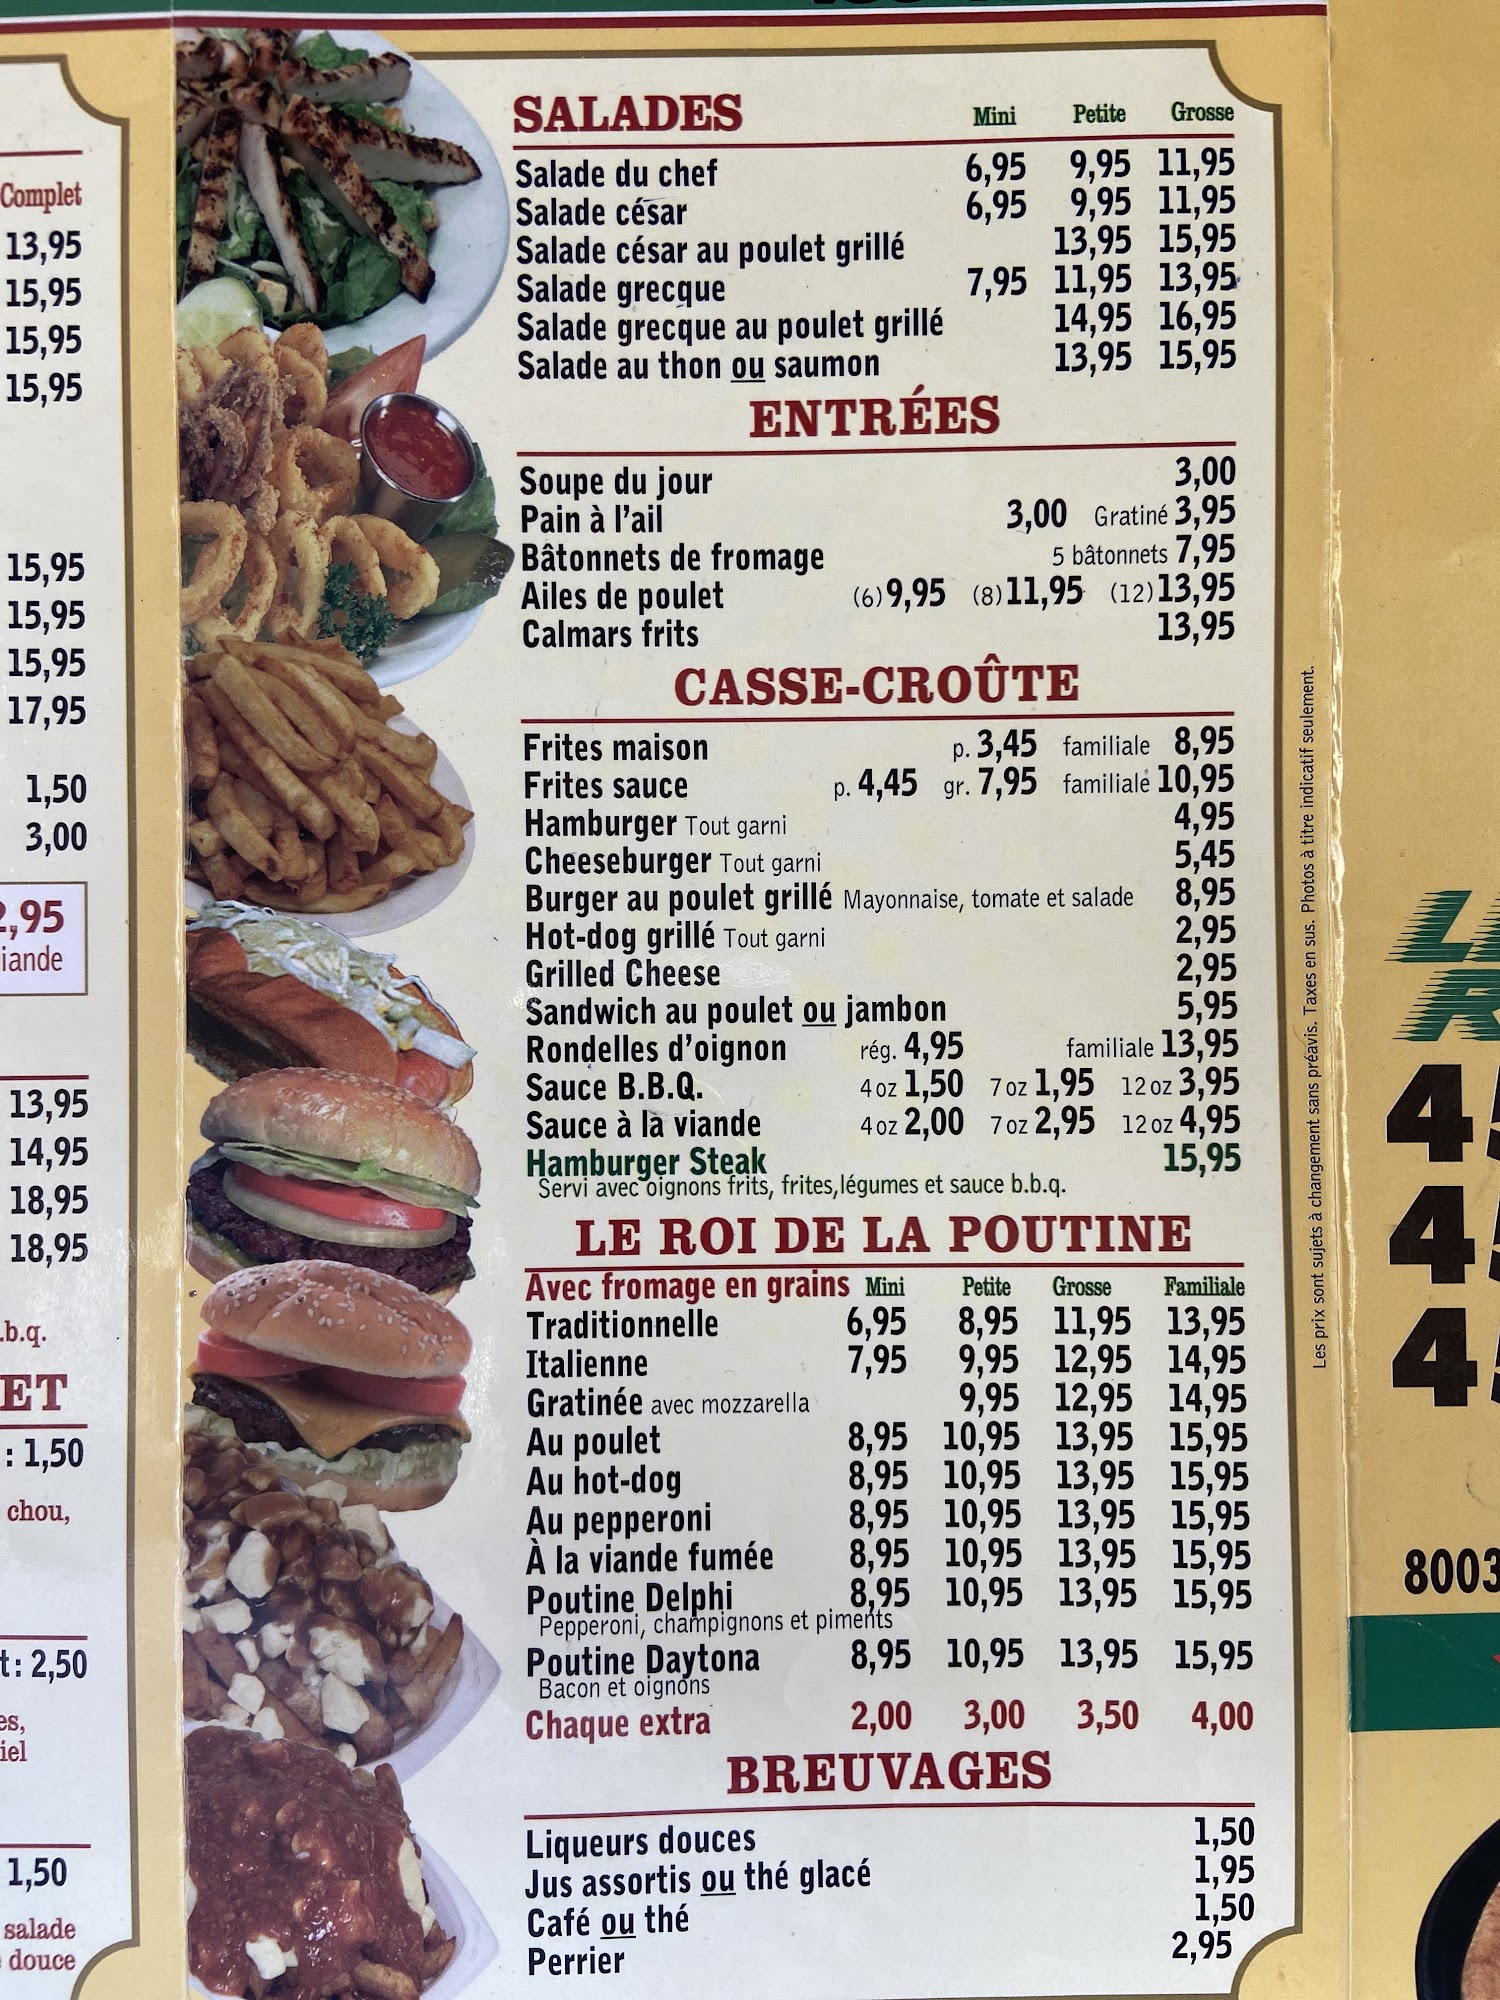 Complet
13,95
15,95
15,95
15,95
15,95
15,95
15,95
17,95
1,50
3,00
,95
iande
13,95
14,95
18,95
18,95
.b.q.
ET
: 1,50
chou,
t: 2,50
es,
iel
1,50
salade
douce
SALADES Mini Petite Grosse
Salade du chef 6,95 9,95 11,95
Salade césar 6,95 9,95 11,95
Salade césar au poulet grillé 13,95 15,95
Salade grecque 7,95 11,95 13,95
Salade grecque au poulet grillé 14,95 16,95
Salade au thon ou saumon 13,95 15,95
ENTRÉES
Soupe du jour 3,00
Pain à l'ail 3,00 Gratiné 3,95
Bâtonnets de fromage 5 bâtonnets 7,95
Ailes de poulet (6) 9,95 (8) 11,95 (12) 13,95
Calmars frits 13,95
CASSE-CROÛTE
Frites maison p. 3,45 familiale 8,95
Frites sauce p. 4,45 gr. 7,95 familiale 10,95
Hamburger Tout garni 4,95
Cheeseburger Tout garni 5,45
Burger au poulet grillé Mayonnaise, tomate et salade 8,95
Hot-dog grillé Tout garni 2,95
Grilled Cheese 2,95
Sandwich au poulet ou jambon 5,95
Rondelles d'oignon rég. 4,95 familiale 13,95
Sauce B.B.Q. 4 oz 1,50 7 oz 1,95 12 oz 3,95
Sauce à la viande 4 oz 2,00 7 oz 2,95 12 oz 4,95
Hamburger Steak 15,95
Servi avec oignons frits, frites,légumes et sauce b.b.q.
LE ROI DE LA POUTINE
Avec fromage en grains Mini Petite Grosse Familiale
Traditionnelle 6,95 8,95 11,95 13,95
Italienne 7,95 9,95 12,95 14,95
Gratinée avec mozzarella 9,95 12,95 14,95
Au poulet 8,95 10,95 13,95 15,95
Au hot-dog 8,95 10,95 13,95 15,95
Au pepperoni 8,95 10,95 13,95 15,95
À la viande fumée 8,95 10,95 13,95 15,95
Poutine Delphi 8,95 10,95 13,95 15,95
Pepperoni, champignons et piments
Poutine Daytona 8,95 10,95 13,95 15,95
Bacon et oignons
Chaque extra 2,00 3,00 3,50 4,00
BREUVAGES
Liqueurs douces 1,50
Jus assortis ou thé glacé 1,95
Café ou thé 1,50
Perrier 2,95
Les prix sont sujets à changement sans préavis. Taxes en sus. Photos à titre indicatif seulement.
L
R
4
4
4
8003